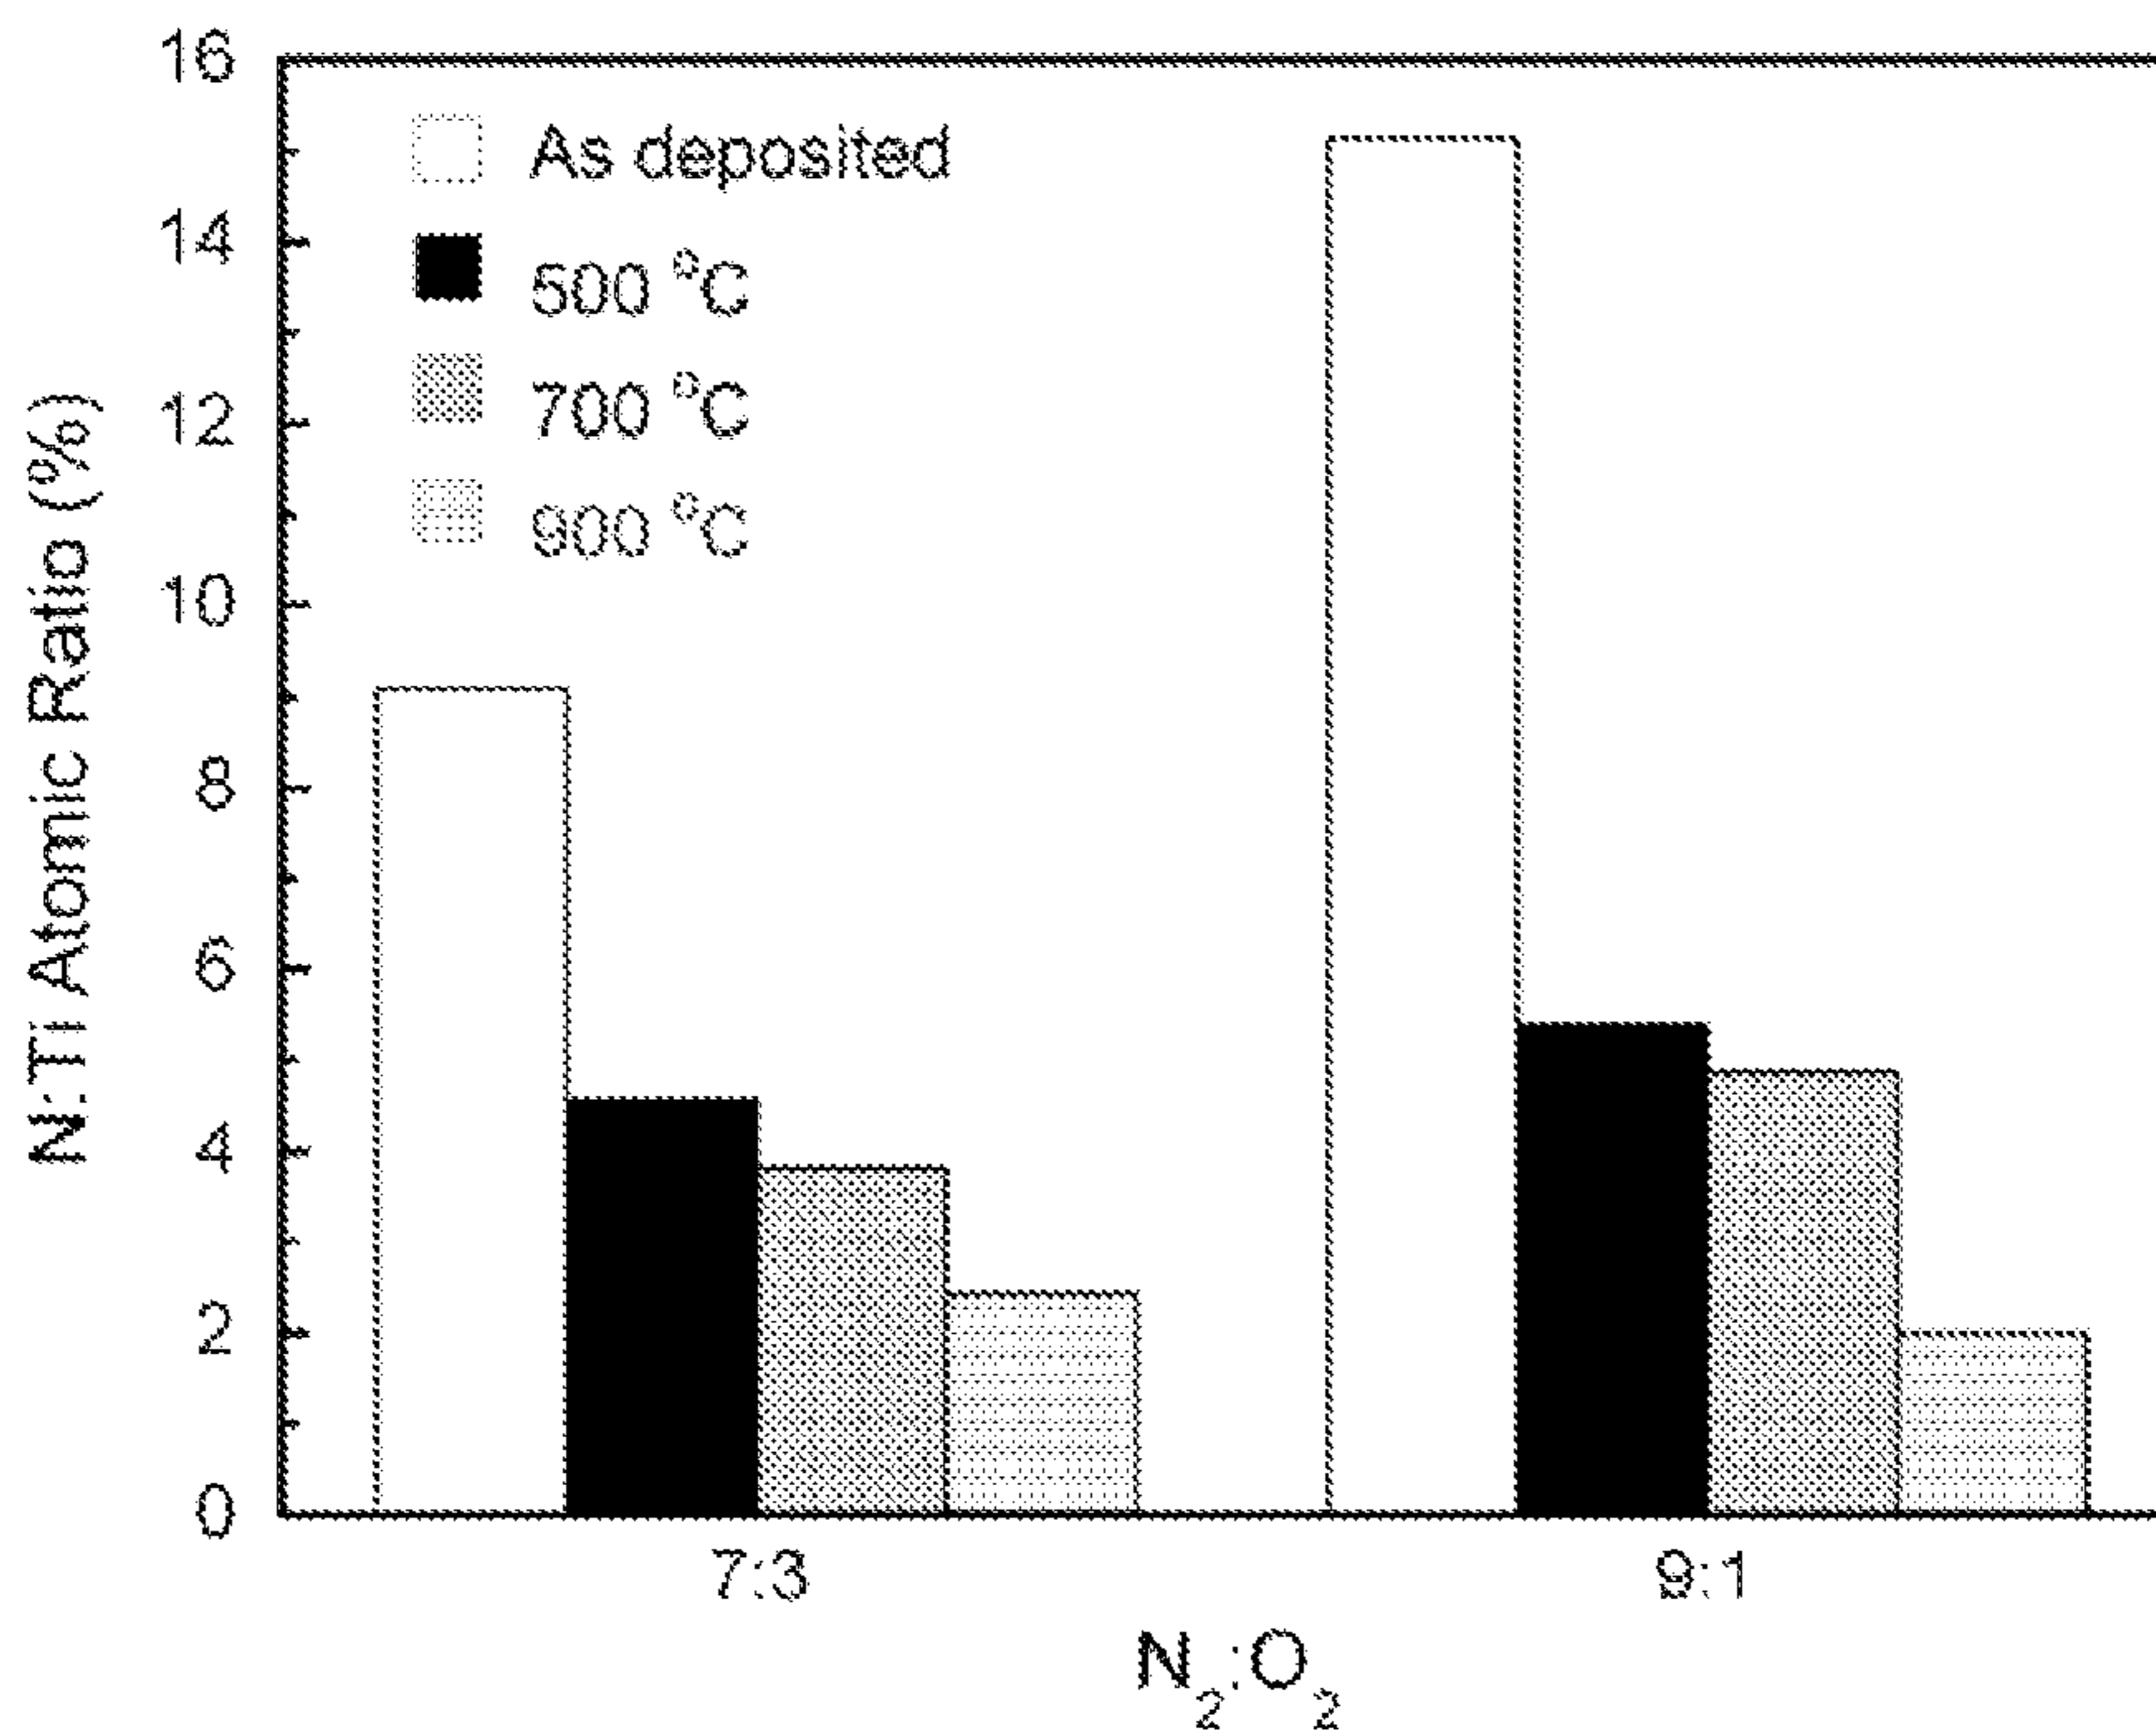 N:Ti Atomic Ratio (%)
16
14
12
10
8
6
4
2
0
As deposited
500 °C
700 °C
900 °C
7:3
9:1
N₂:O₂